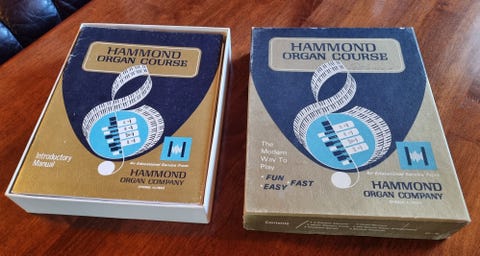 HAMMOND
ORGAN COURSE
Introductory
Manual
An Educational Service From
HAMMOND
ORGAN COMPANY
HAMMOND
ORGAN COURSE
The
Modern
Way To
Play
• FUN
• EASY
FAST
An Educational Service From
HAMMOND
ORGAN COMPANY
Contents